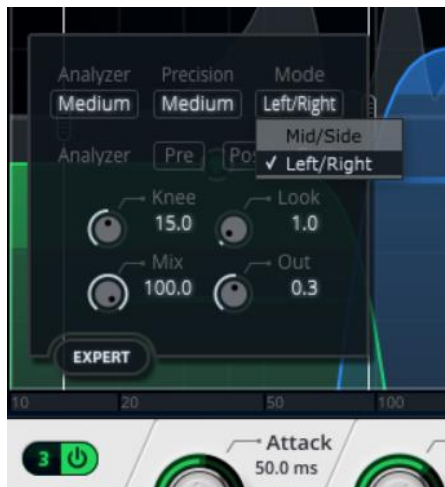 Analyzer Precision Mode
Medium Medium Left/Right
Mid/Side
Analyzer Pre ✓ Left/Right
Knee Look
15.0 1.0
Mix Out
100.0 0.3
EXPERT
10 20 50 100
3 Attack
50.0 ms